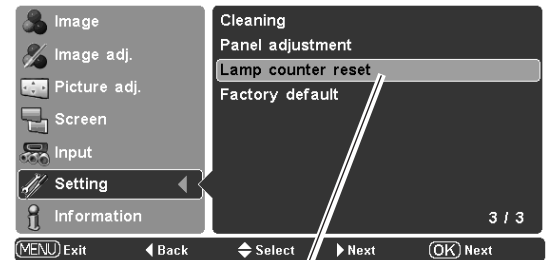 Image
Image adj.
Picture adj.
Screen
Input
Setting
Information
Cleaning
Panel adjustment
Lamp counter reset
Factory default
3 / 3
MENU Exit Back Select Next OK Next